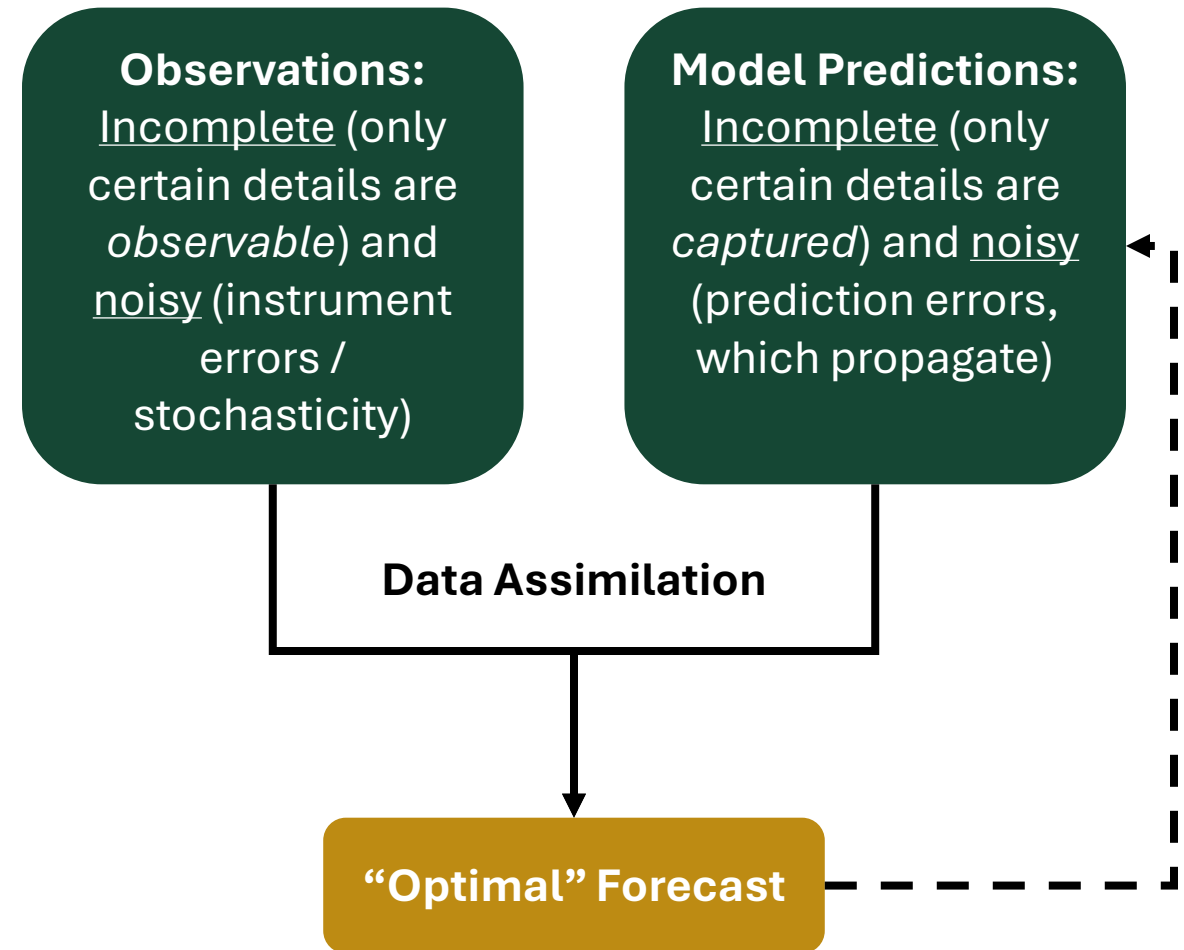 Observations:
Incomplete (only
certain details are
observable) and
noisy (instrument
errors /
stochasticity)
Model Predictions:
Incomplete (only
certain details are
captured) and noisy
(prediction errors,
which propagate)
Data Assimilation
“Optimal” Forecast